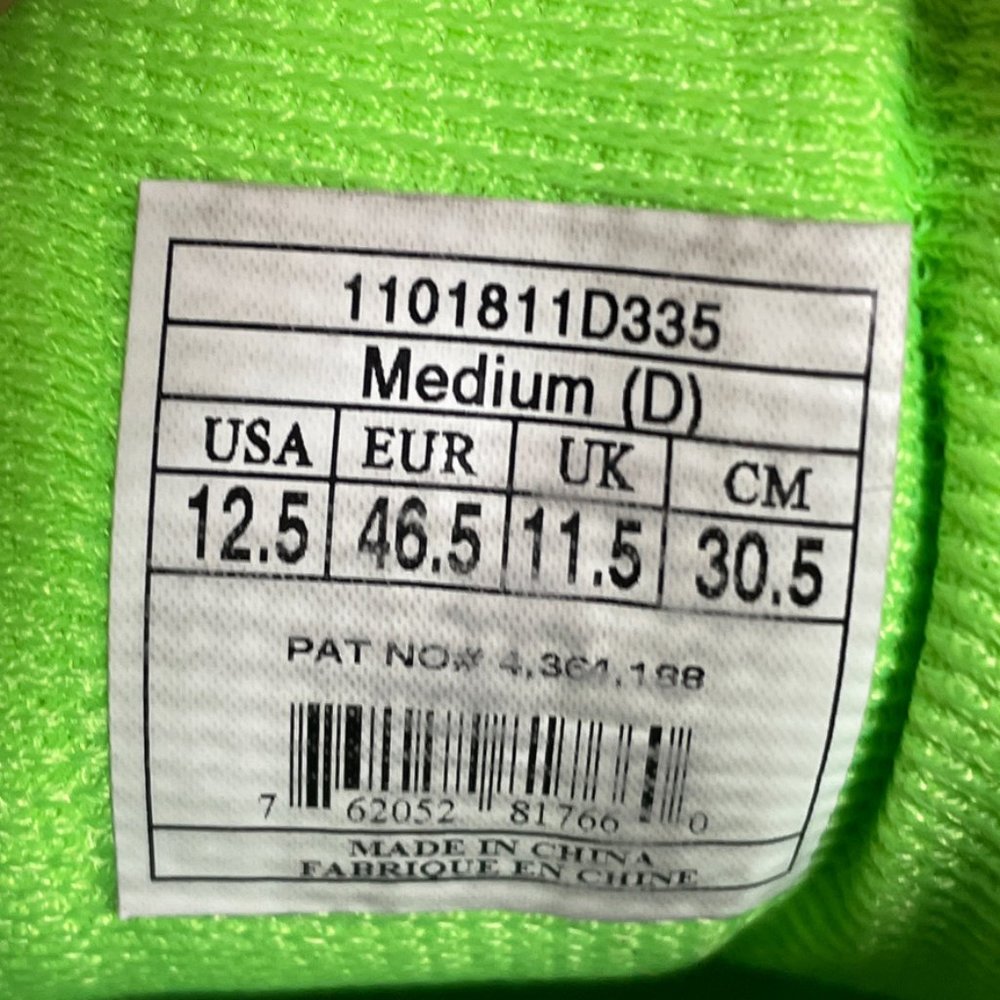 1101811D335
Medium (D)
USA EUR UK CM
12.5 46.5 11.5 30.5
PAT NO# 4,361,188
7 62052 81766 0
MADE IN CHINA
FABRIQUE EN CHINE